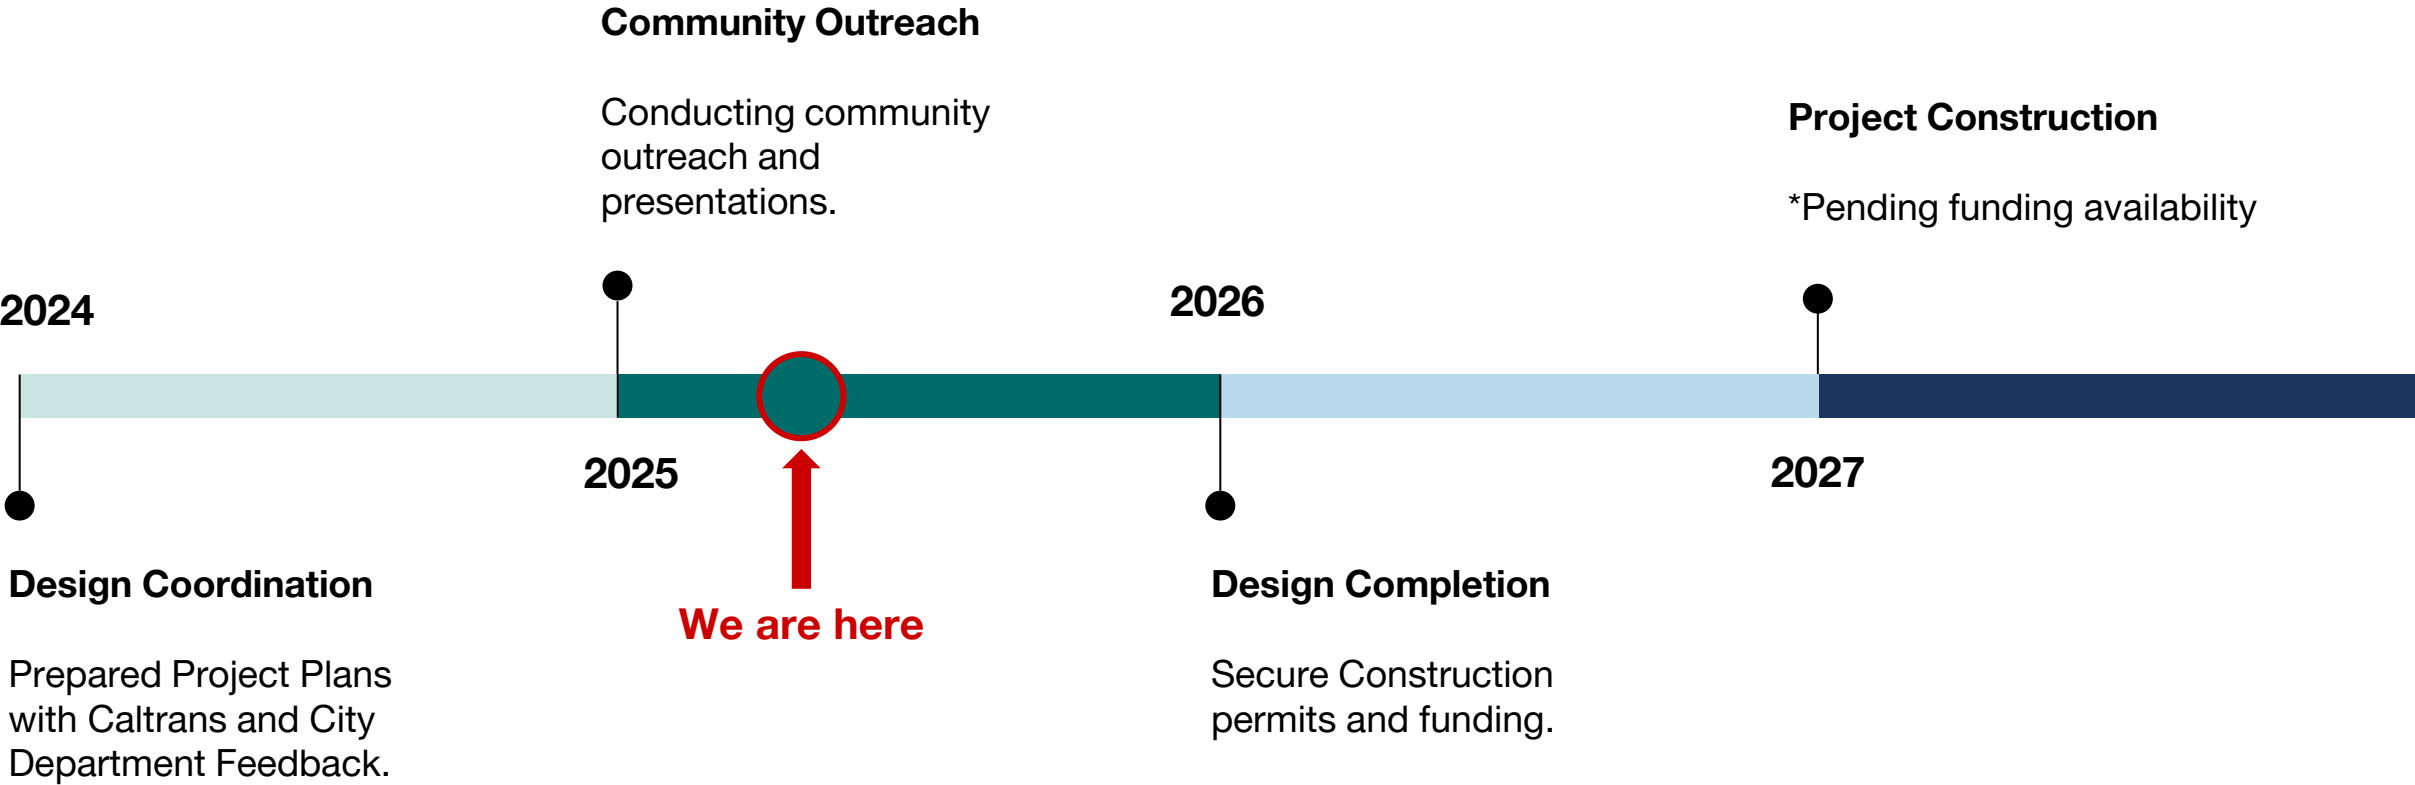 Community Outreach
Conducting community
outreach and
presentations.
Project Construction
*Pending funding availability
2024
2026
2025
2027
We are here
Design Coordination
Prepared Project Plans
with Caltrans and City
Department Feedback.
Design Completion
Secure Construction
permits and funding.